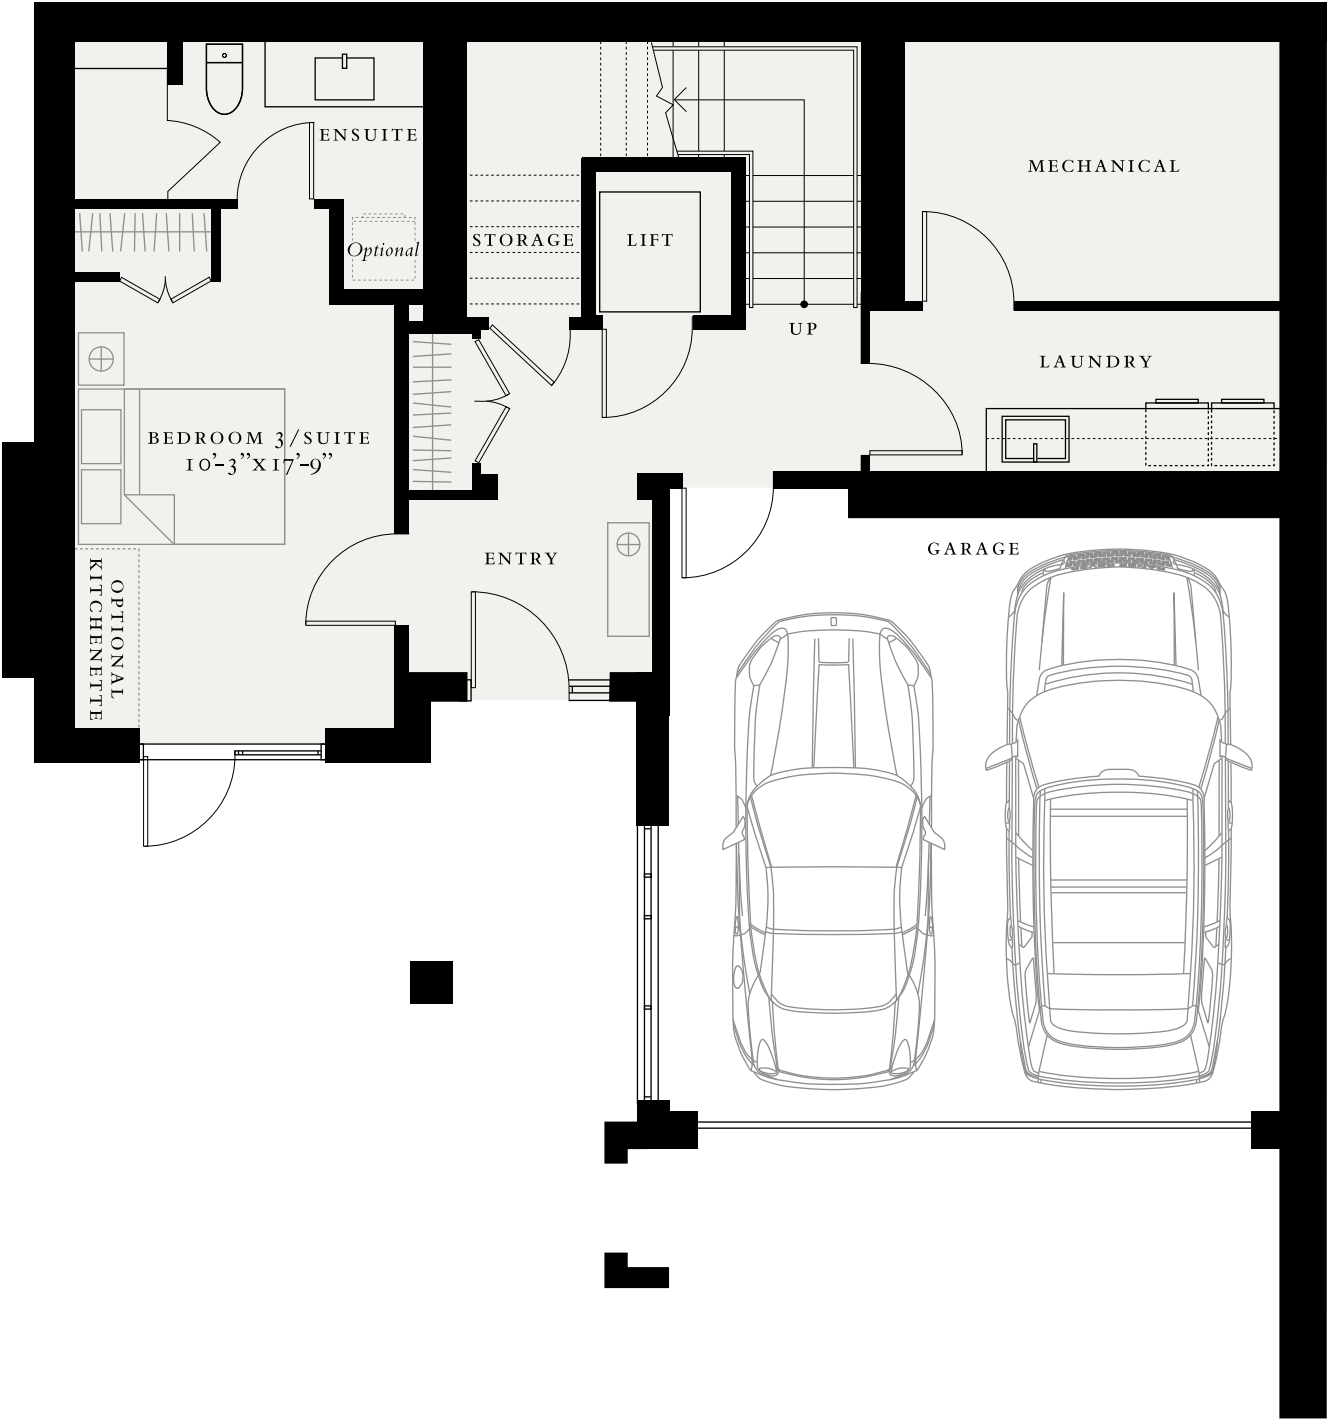 ENSUITE
MECHANICAL
STORAGE
LIFT
Optional
UP
LAUNDRY
BEDROOM 3/SUITE
10'-3"X17'-9"
GARAGE
ENTRY
OPTIONAL
KITCHENETTE